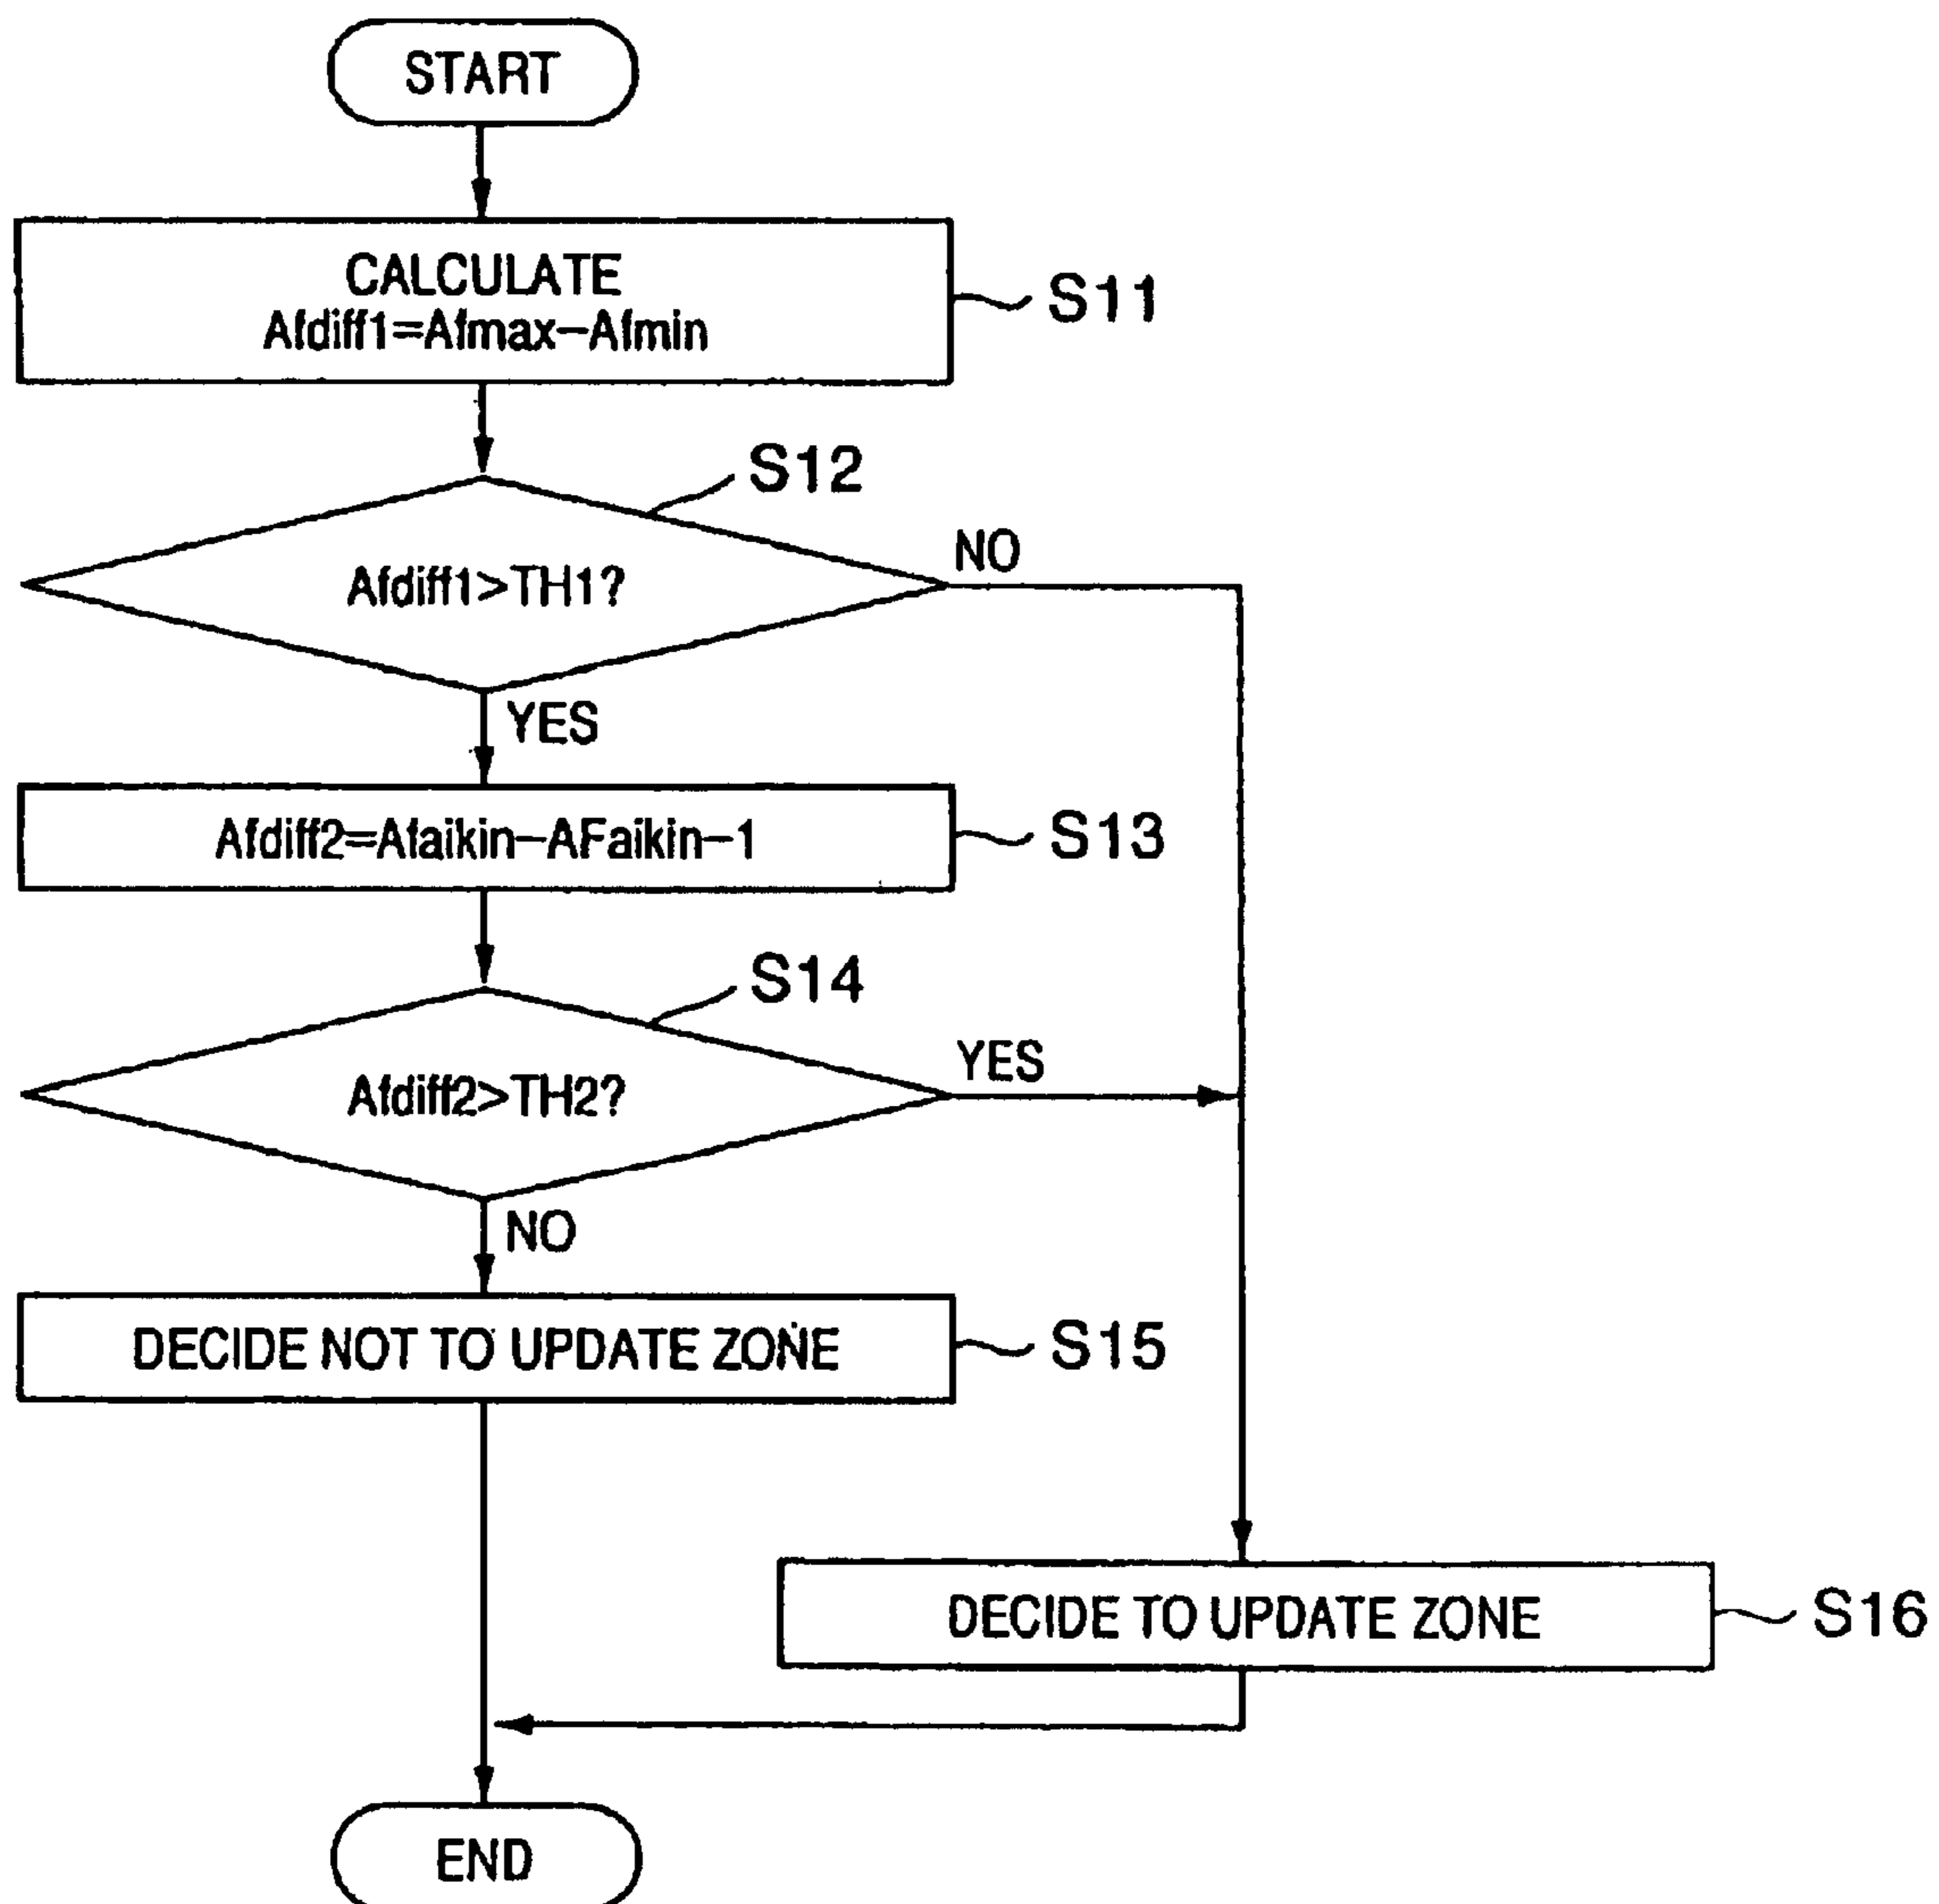 START
CALCULATE
Afdiff1=Afmax-Afmin
S11
S12
Afdiff1>TH1?
NO
YES
Afdiff2=Afaikin-AFaikin-1
S13
S14
Afdiff2>TH2?
YES
NO
DECIDE NOT TO UPDATE ZONE
S15
DECIDE TO UPDATE ZONE
S16
END